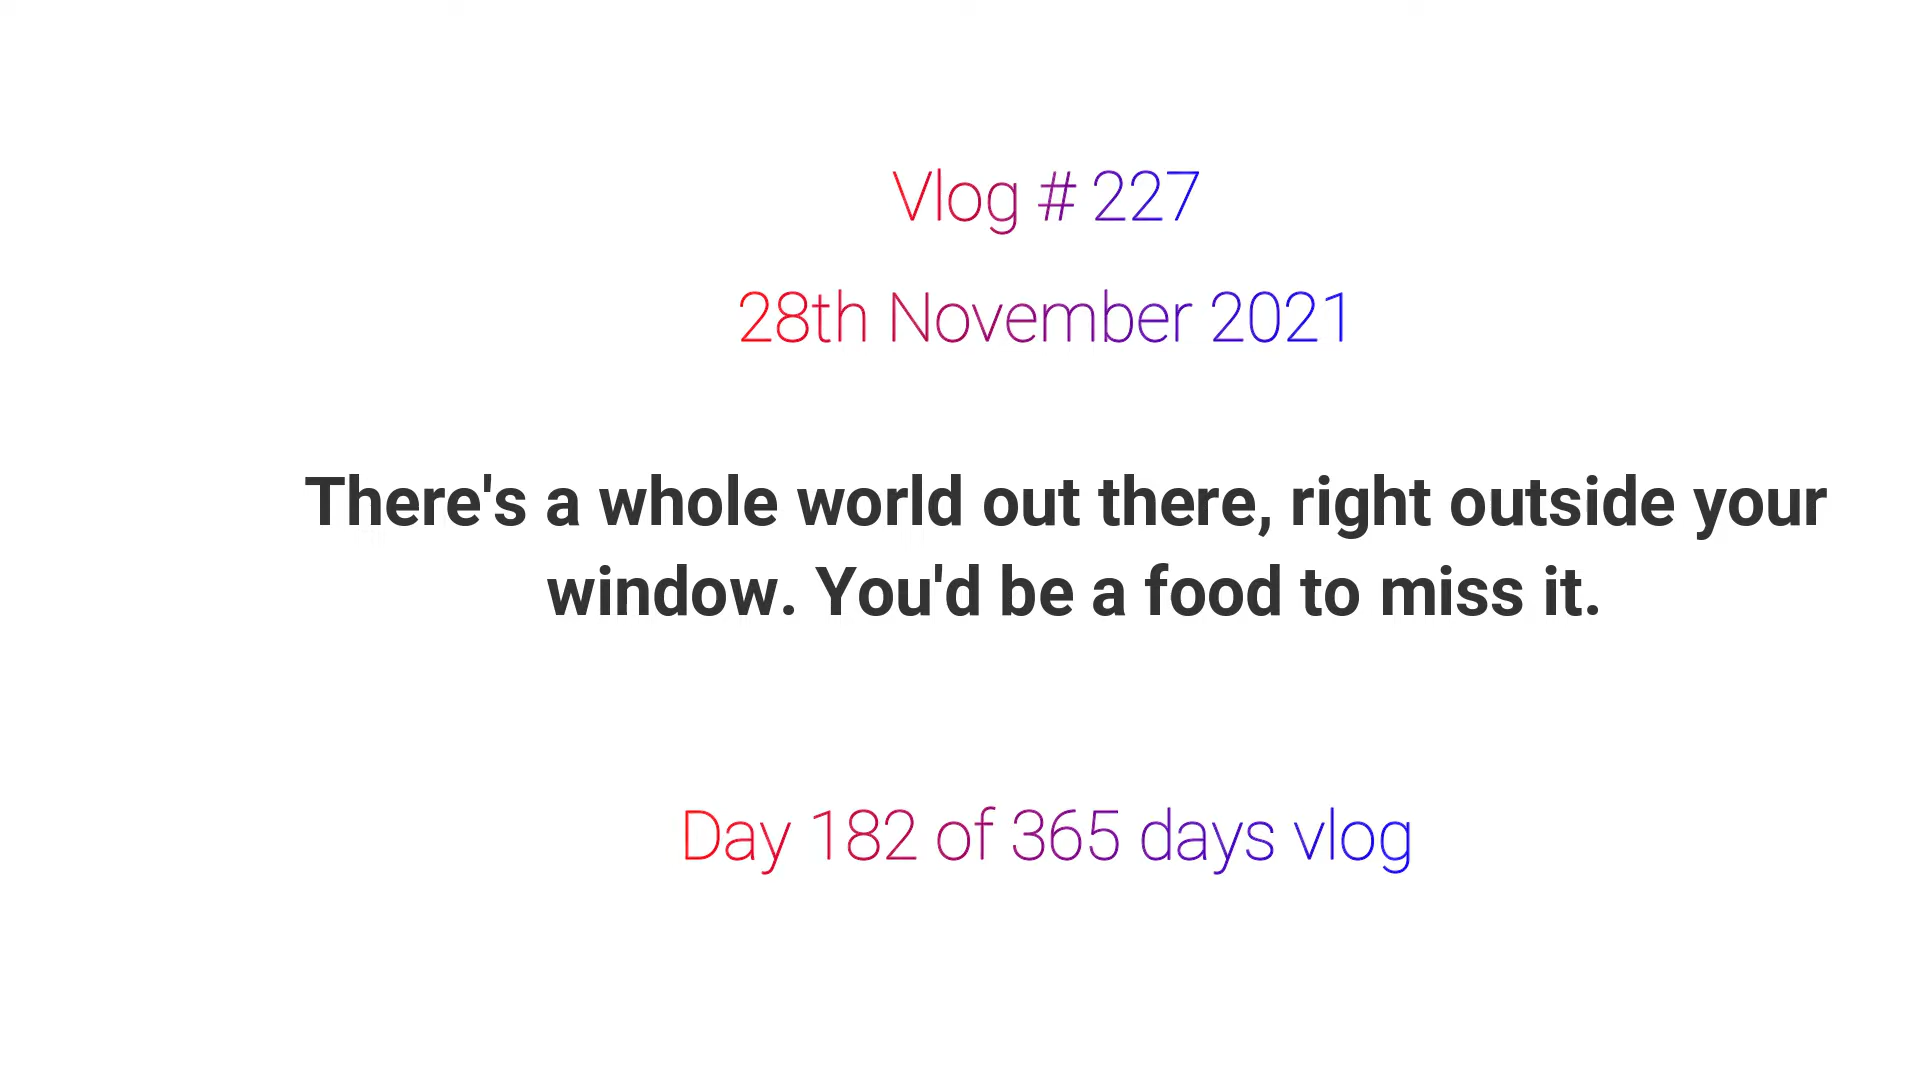 Vlog # 227
28th November 2021
There's a whole world out there, right outside your
window. You'd be a food to miss it.
Day 182 of 365 days vlog